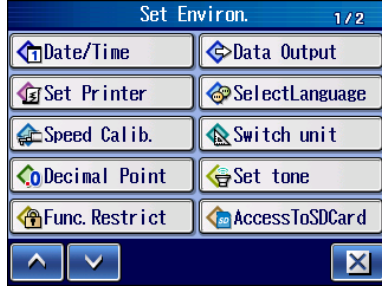 Set Environ. 1/2
Date/Time Data Output
Set Printer SelectLanguage
Speed Calib. Switch unit
Decimal Point Set tone
Func.Restrict AccessToSDCard